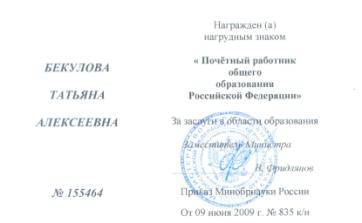 Награжден (а)
нагрудным знаком
БЕКУЛОВА
ТАТЬЯНА
АЛЕКСЕЕВНА
« Почётный работник
общего
образования
Российской Федерации»
За заслуги в области образования
Заместитель Министра
Фридлянов
№ 155464
Приказ Минобрнауки России
От 09 июня 2009 г. № 835 к/н